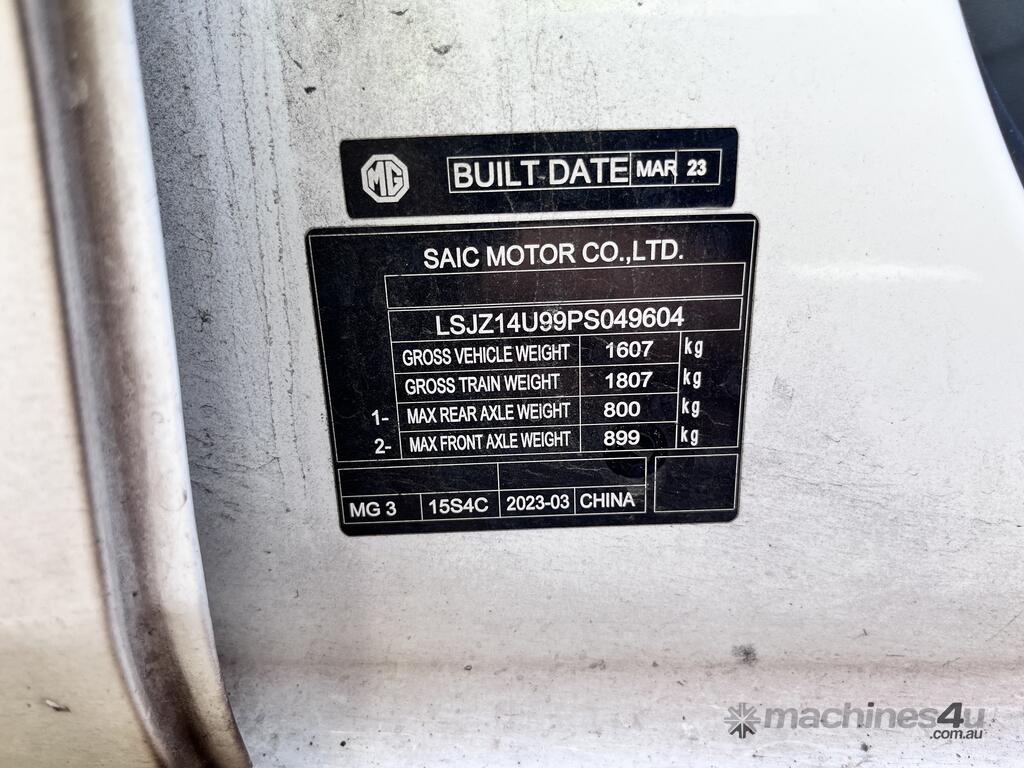 MG BUILT DATE MAR 23
SAIC MOTOR CO.,LTD.
LSJZ14U99PS049604
GROSS VEHICLE WEIGHT 1607 kg
GROSS TRAIN WEIGHT 1807 kg
1- MAX REAR AXLE WEIGHT 800 kg
2- MAX FRONT AXLE WEIGHT 899 kg
MG 3 15S4C 2023-03 CHINA
machines4u
.com.au